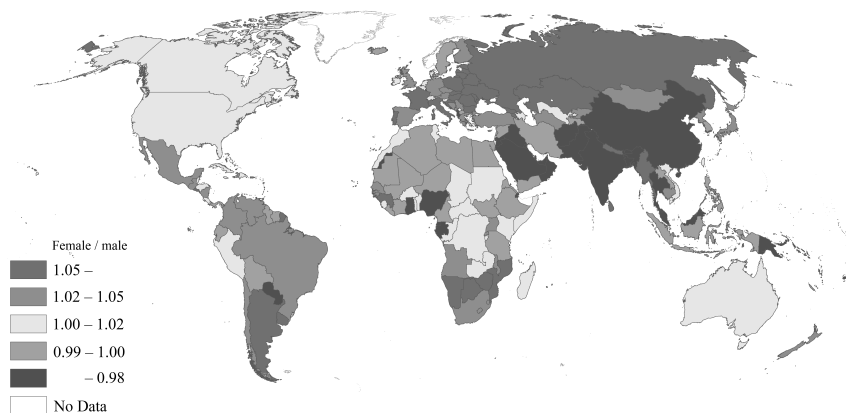 Female / male
1.05 –
1.02 – 1.05
1.00 – 1.02
0.99 – 1.00
– 0.98
No Data